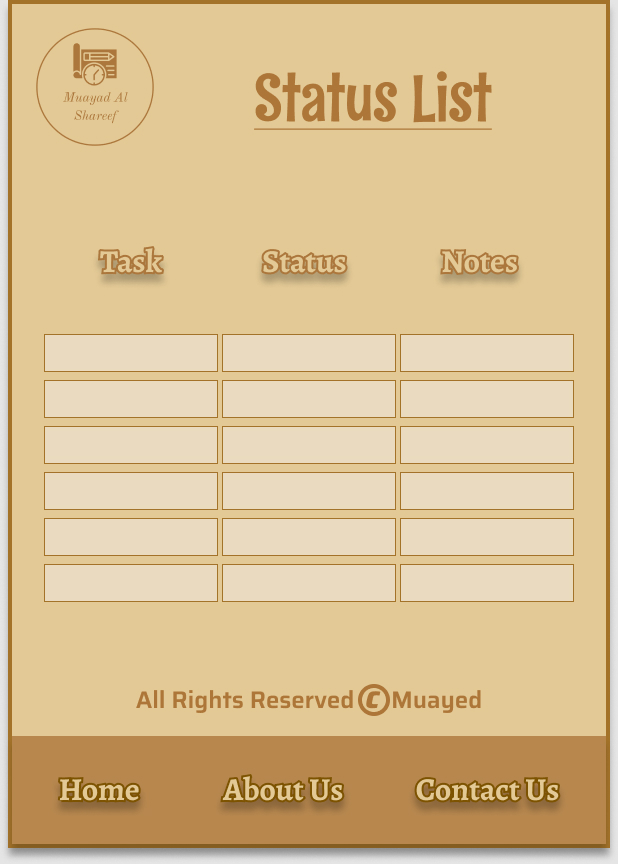 Muayad Al
Shareef
Status List
Task Status Notes
All Rights Reserved © Muayed
Home About Us Contact Us